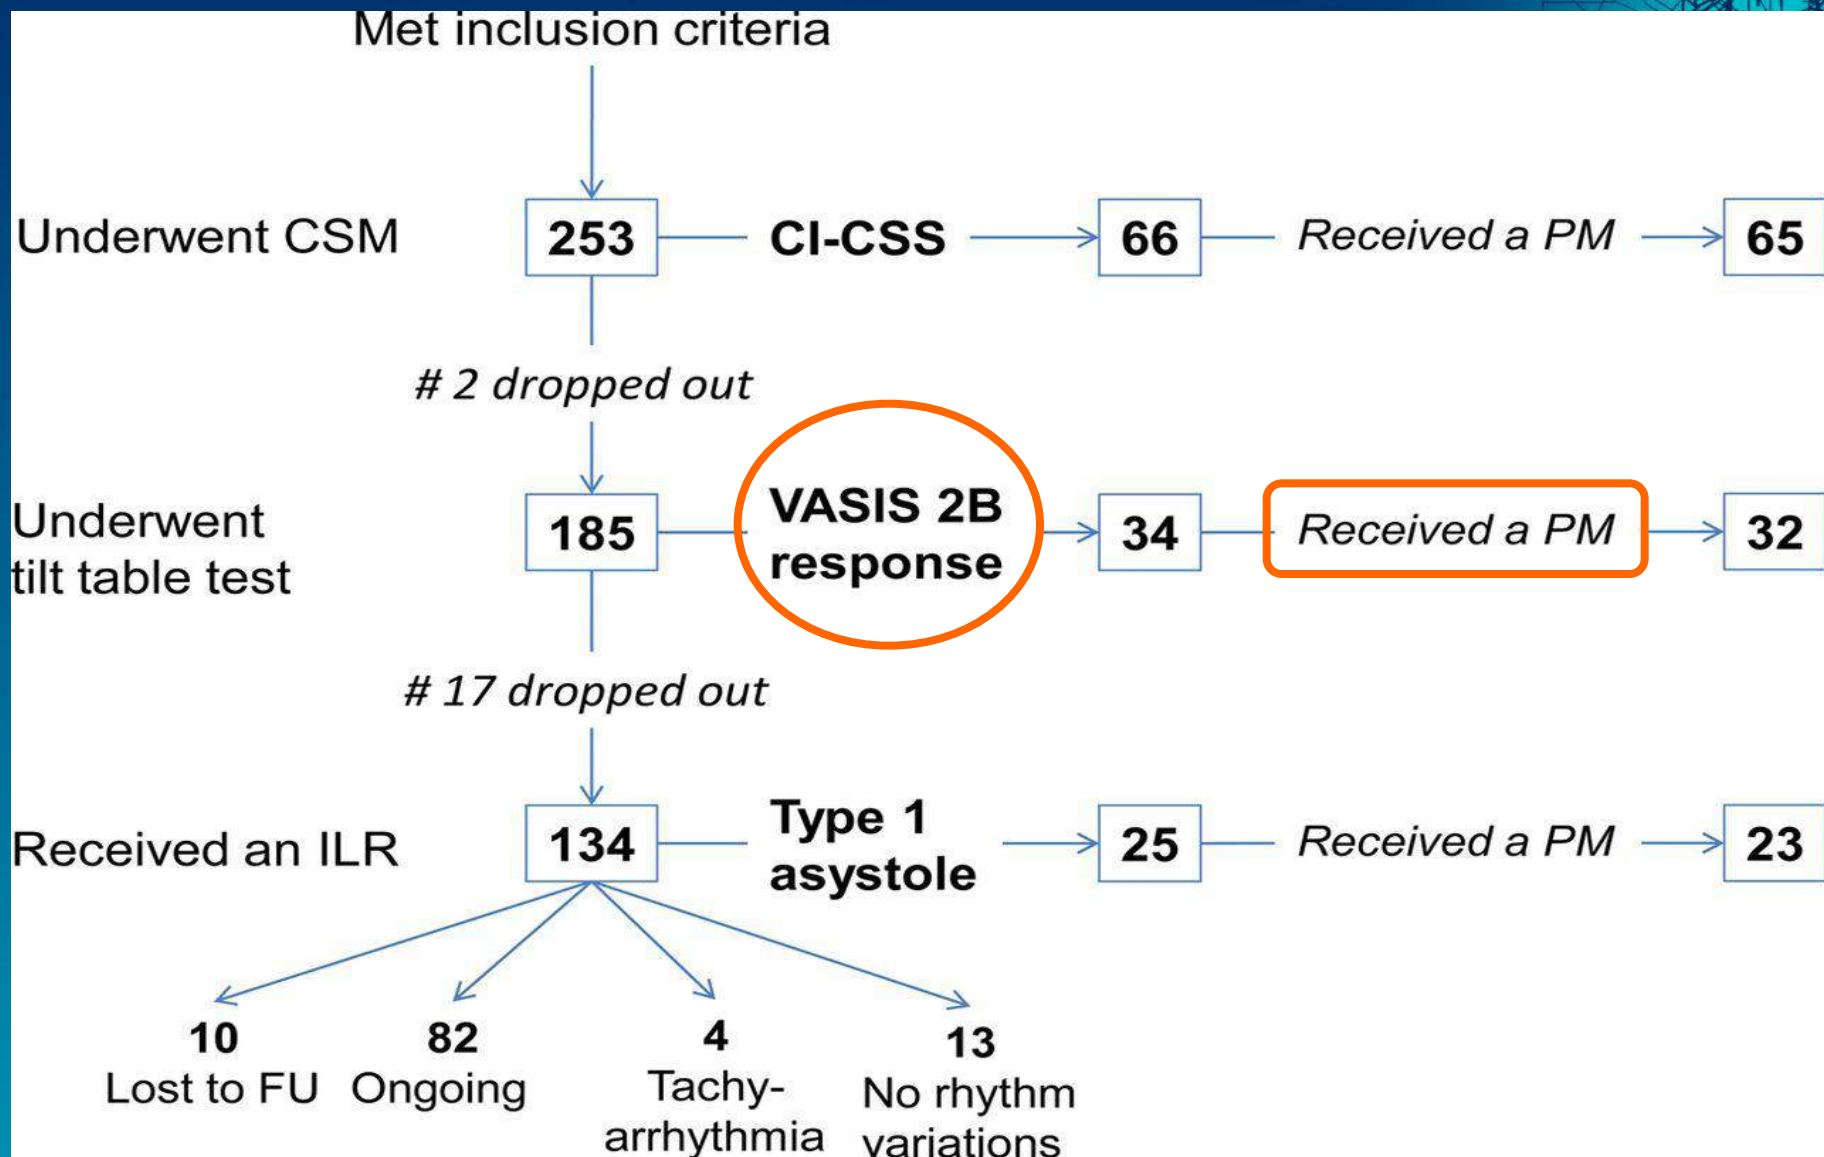 Met inclusion criteria
Underwent CSM
253
CI-CSS
66
Received a PM
65
# 2 dropped out
Underwent
tilt table test
185
VASIS 2B
response
34
Received a PM
32
# 17 dropped out
Received an ILR
134
Type 1
asystole
25
Received a PM
23
10
Lost to FU
82
Ongoing
4
Tachy-
arrhythmia
13
No rhythm
variations